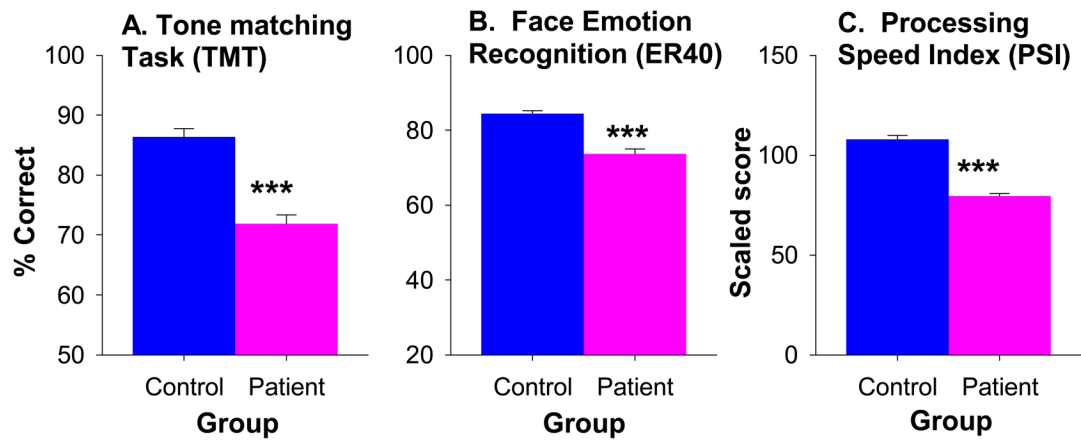 A. Tone matching
Task (TMT)
% Correct
100
90
80
70
60
50
***
Control Patient
Group
B. Face Emotion
Recognition (ER40)
100
80
60
40
20
***
Control Patient
Group
C. Processing
Speed Index (PSI)
Scaled score
150
100
50
0
***
Control Patient
Group